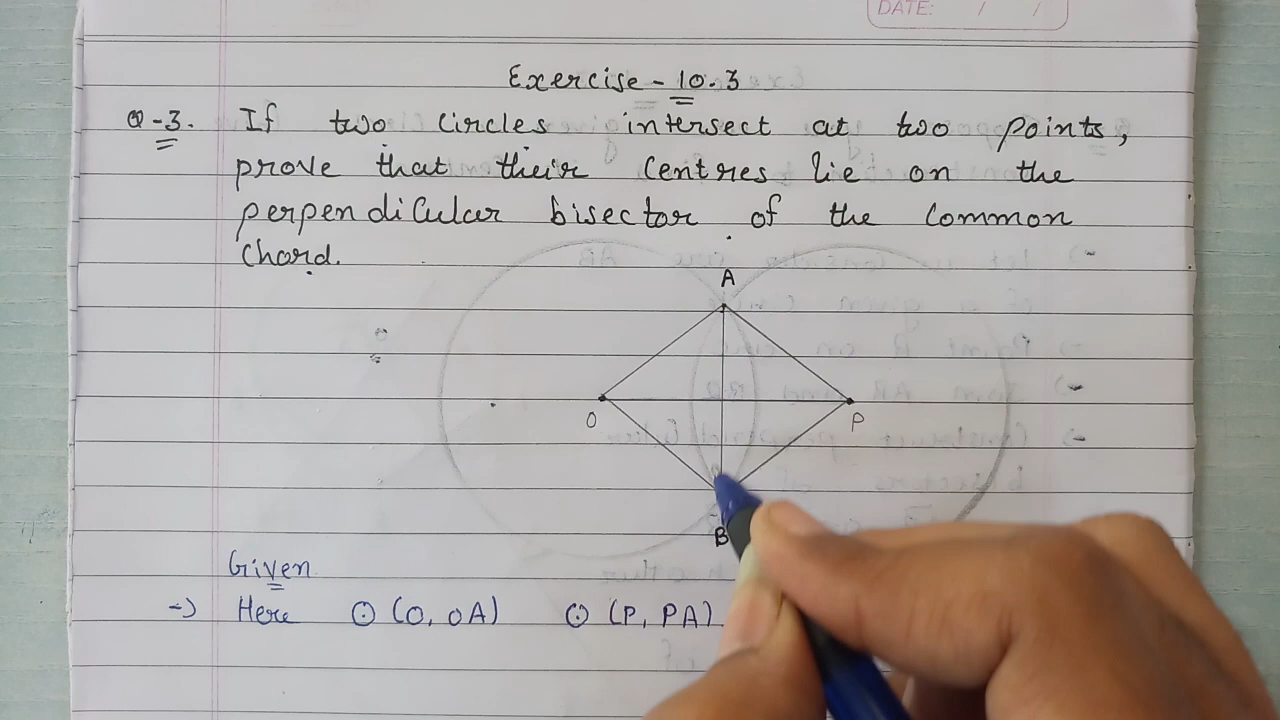 DATE: / /
Exercise - 10.3
Q-3. If two circles intersect at two points,
prove that their centres lie on the
perpendicular bisector of the common
chord.
A
O
P
B
Given
-) Here ⊙ (O, OA) ⊙ (P, PA)